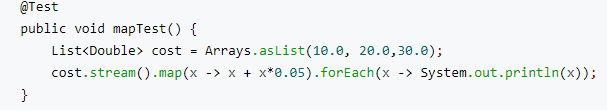 @Test
public void mapTest() {
    List<Double> cost = Arrays.asList(10.0, 20.0,30.0);
    cost.stream().map(x -> x + x*0.05).forEach(x -> System.out.println(x));
}